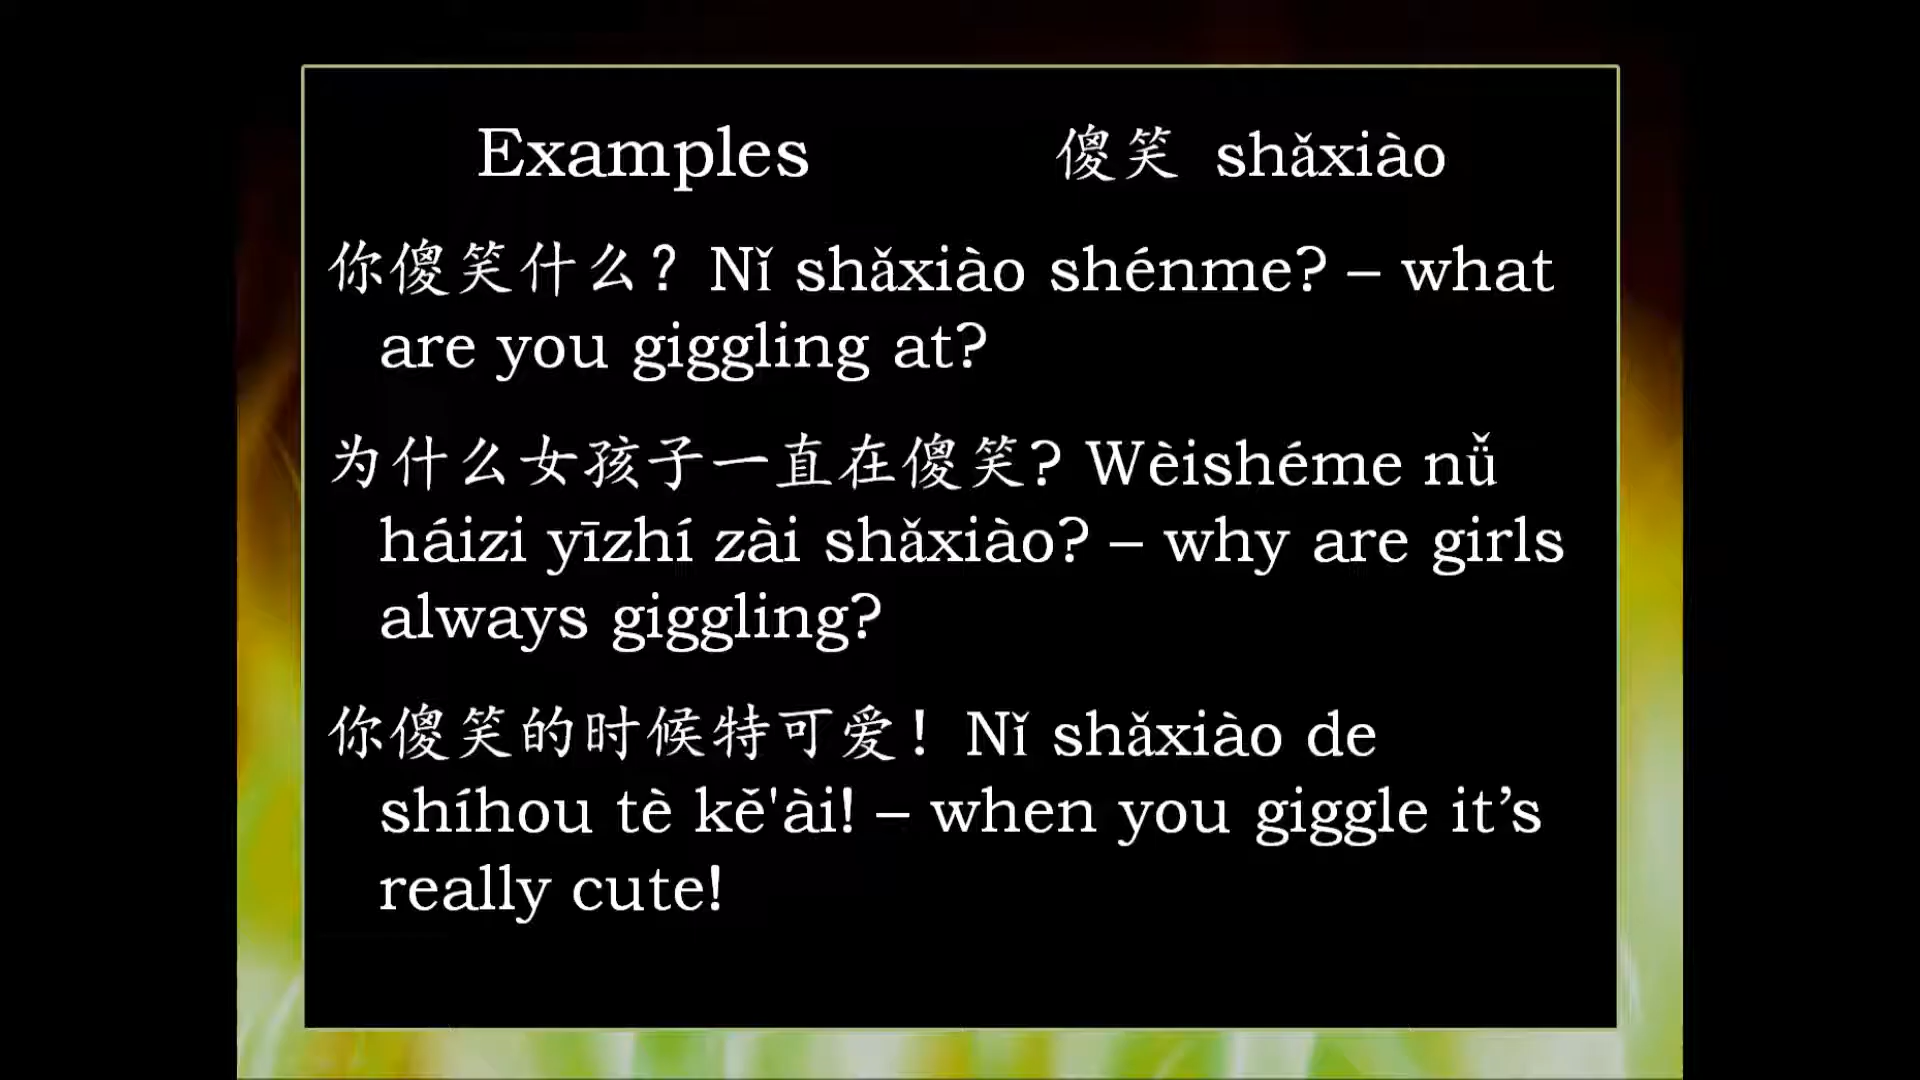 Examples 傻笑 shǎxiào
你傻笑什么？Nǐ shǎxiào shénme? – what
are you giggling at?
为什么女孩子一直在傻笑? Wèishéme nǚ
háizi yīzhí zài shǎxiào? – why are girls
always giggling?
你傻笑的时候特可爱！Nǐ shǎxiào de
shíhou tè kě'ài! – when you giggle it’s
really cute!